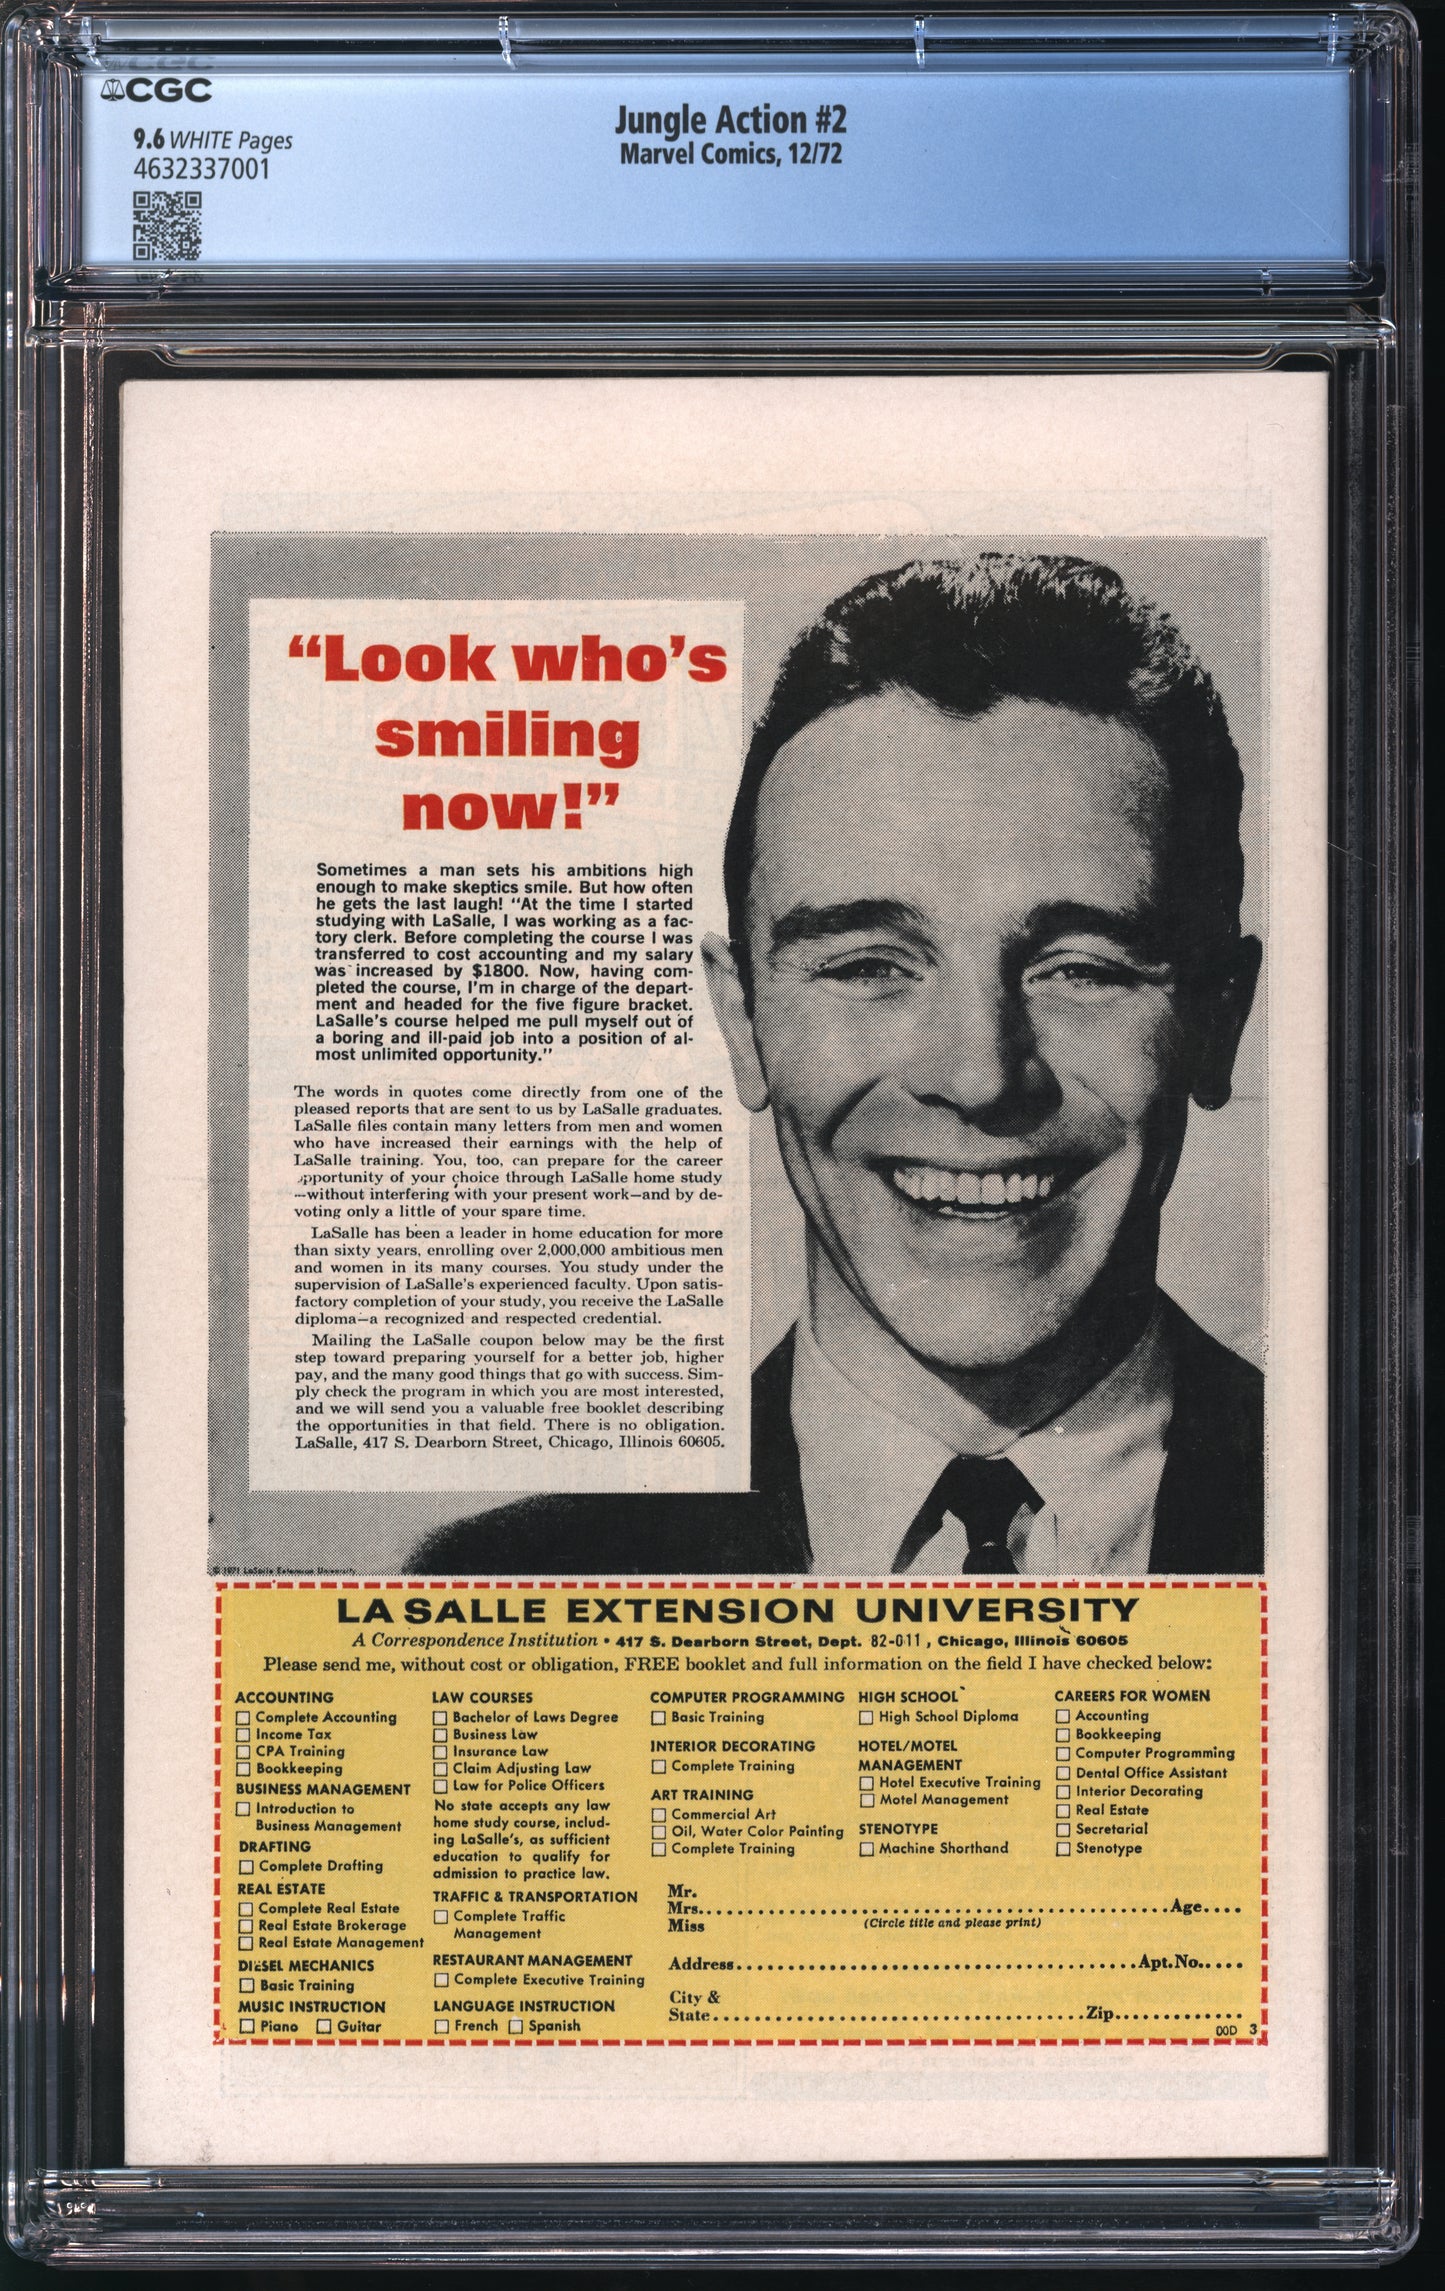 CGC
9.6 WHITE Pages
4632337001
Jungle Action #2
Marvel Comics, 12/72
“Look who’s
smiling
now!”
Sometimes a man sets his ambitions high
enough to make skeptics smile. But how often
he gets the last laugh! “At the time I started
studying with LaSalle, I was working as a fac-
tory clerk. Before completing the course I was
transferred to cost accounting and my salary
was increased by $1800. Now, having com-
pleted the course, I’m in charge of the depart-
ment and headed for the five figure bracket.
LaSalle’s course helped me pull myself out of
a boring and ill-paid job into a position of al-
most unlimited opportunity.”
The words in quotes come directly from one of the
pleased reports that are sent to us by LaSalle graduates.
LaSalle files contain many letters from men and women
who have increased their earnings with the help of
LaSalle training. You, too, can prepare for the career
opportunity of your choice through LaSalle home study
—without interfering with your present work—and by de-
voting only a little of your spare time.
LaSalle has been a leader in home education for more
than sixty years, enrolling over 2,000,000 ambitious men
and women in its many courses. You study under the
supervision of LaSalle’s experienced faculty. Upon satis-
factory completion of your study, you receive the LaSalle
diploma—a recognized and respected credential.
Mailing the LaSalle coupon below may be the first
step toward preparing yourself for a better job, higher
pay, and the many good things that go with success. Sim-
ply check the program in which you are most interested,
and we will send you a valuable free booklet describing
the opportunities in that field. There is no obligation.
LaSalle, 417 S. Dearborn Street, Chicago, Illinois 60605.
© 1971 LaSalle Extension University
LA SALLE EXTENSION UNIVERSITY
A Correspondence Institution • 417 S. Dearborn Street, Dept. 82-011, Chicago, Illinois 60605
Please send me, without cost or obligation, FREE booklet and full information on the field I have checked below:
ACCOUNTING
Complete Accounting
Income Tax
CPA Training
Bookkeeping
BUSINESS MANAGEMENT
Introduction to
Business Management
DRAFTING
Complete Drafting
REAL ESTATE
Complete Real Estate
Real Estate Brokerage
Real Estate Management
DIESEL MECHANICS
Basic Training
MUSIC INSTRUCTION
Piano Guitar
LAW COURSES
Bachelor of Laws Degree
Business Law
Insurance Law
Claim Adjusting Law
Law for Police Officers
No state accepts any law
home study course, includ-
ing LaSalle’s, as sufficient
education to qualify for
admission to practice law.
TRAFFIC & TRANSPORTATION
Complete Traffic
Management
RESTAURANT MANAGEMENT
Complete Executive Training
LANGUAGE INSTRUCTION
French Spanish
COMPUTER PROGRAMMING
Basic Training
INTERIOR DECORATING
Complete Training
ART TRAINING
Commercial Art
Oil, Water Color Painting
Complete Training
HIGH SCHOOL
High School Diploma
HOTEL/MOTEL
MANAGEMENT
Hotel Executive Training
Motel Management
STENOTYPE
Machine Shorthand
CAREERS FOR WOMEN
Accounting
Bookkeeping
Computer Programming
Dental Office Assistant
Interior Decorating
Real Estate
Secretarial
Stenotype
Mr.
Mrs. Age
Miss (Circle title and please print)
Address Apt. No.
City &
State Zip
00D 3